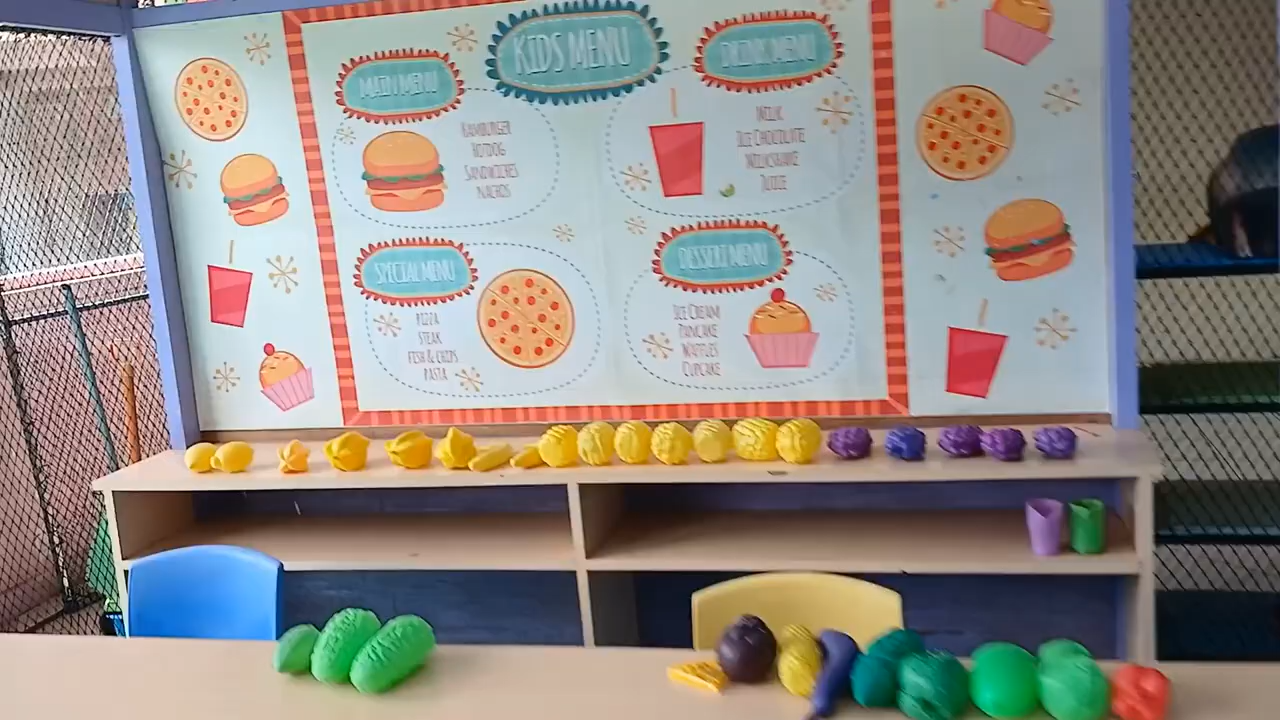 KIDS MENU
MAIN MENU
HAMBURGER
HOTDOG
SANDWICHES
NACHOS
DRINK MENU
MILK
ICE CHOCOLATE
MILKSHAKE
JUICE
SPECIAL MENU
PIZZA
STEAK
FISH & CHIPS
PASTA
DESSERT MENU
ICE CREAM
PANCAKE
WAFFLES
CUPCAKE